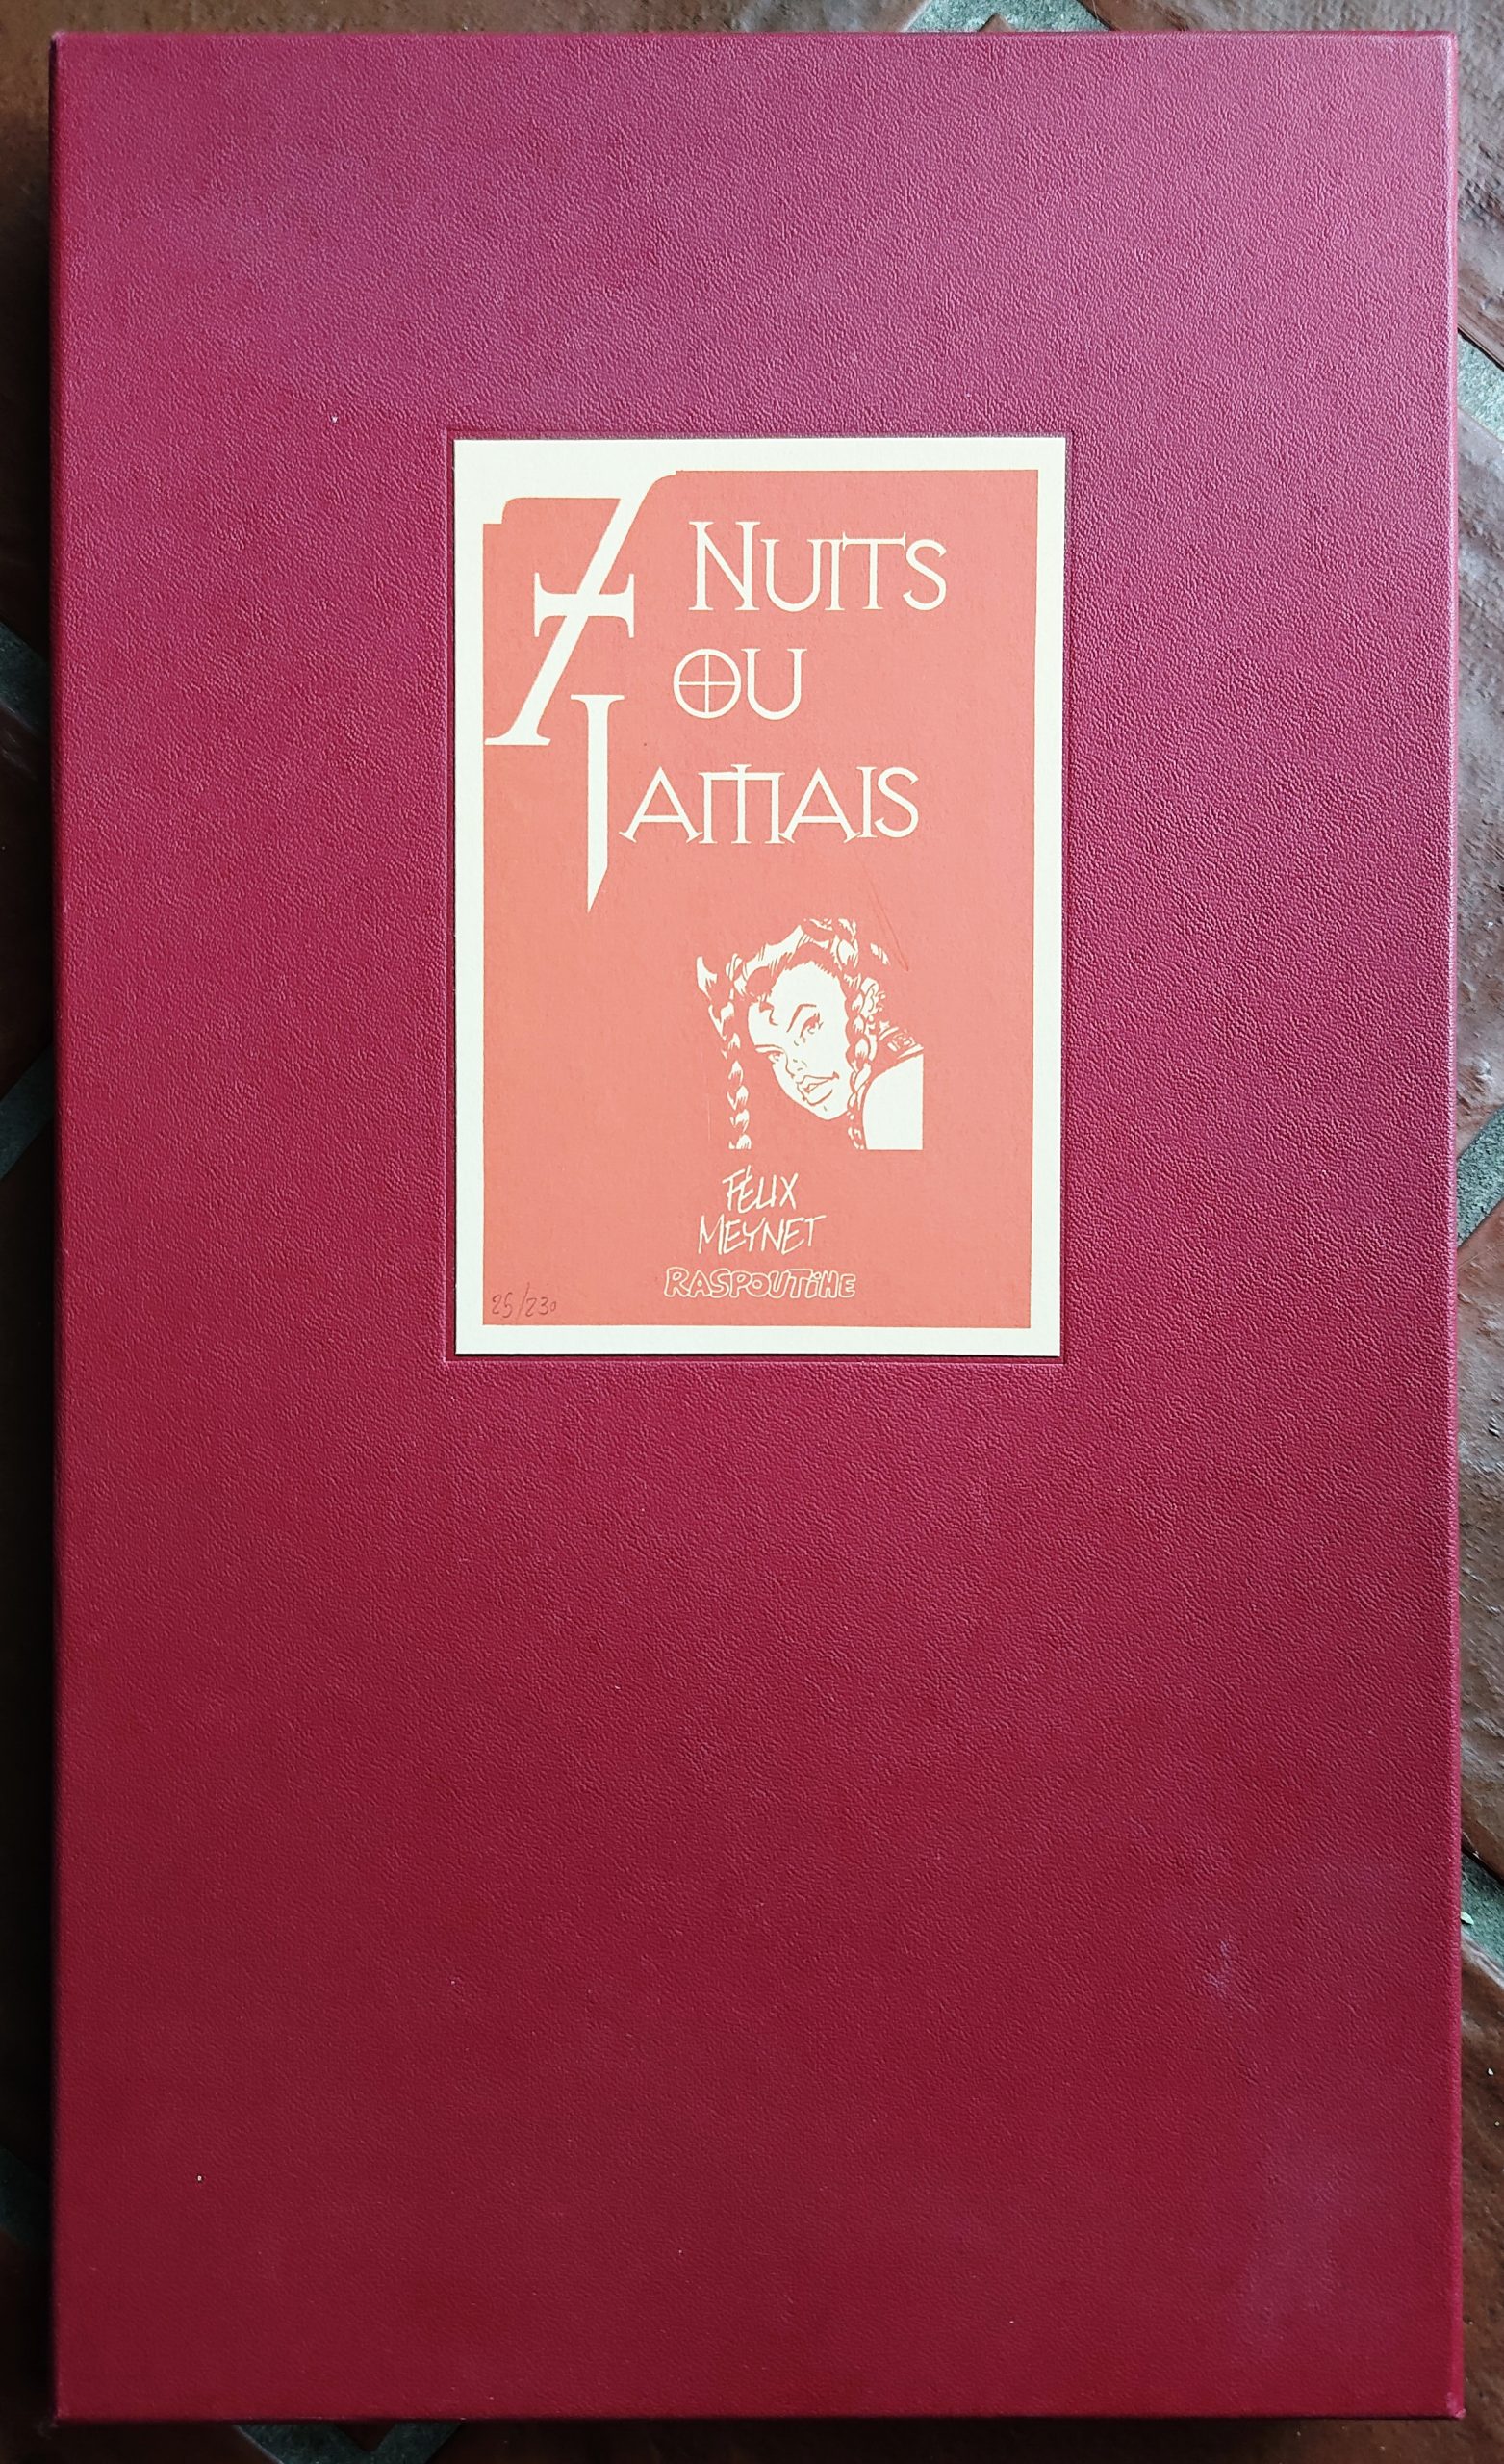 7 NUITS
OU
JAMAIS
FÉLIX
MEYNET
RASPOUTINE
25/230